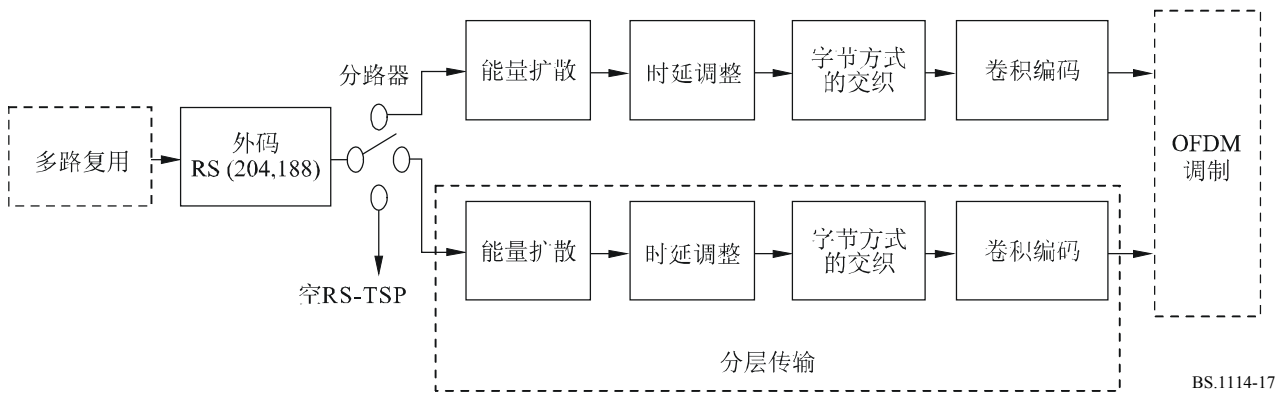 分路器
能量扩散
时延调整
字节方式
的交织
卷积编码
多路复用
外码
RS (204,188)
OFDM
调制
空RS-TSP
能量扩散
时延调整
字节方式
的交织
卷积编码
分层传输
BS.1114-17